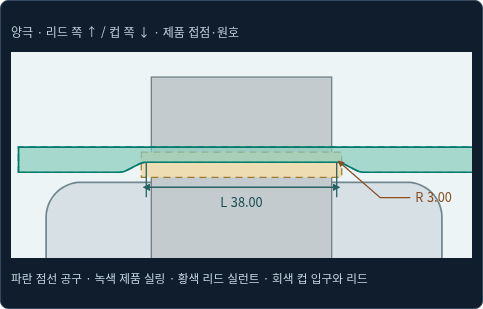 양극 · 리드 쪽 ↑ / 컵 쪽 ↓ · 제품 접점·원호
L 38.00
R 3.00
파란 점선 공구 · 녹색 제품 실링 · 황색 리드 실런트 · 회색 컵 입구와 리드